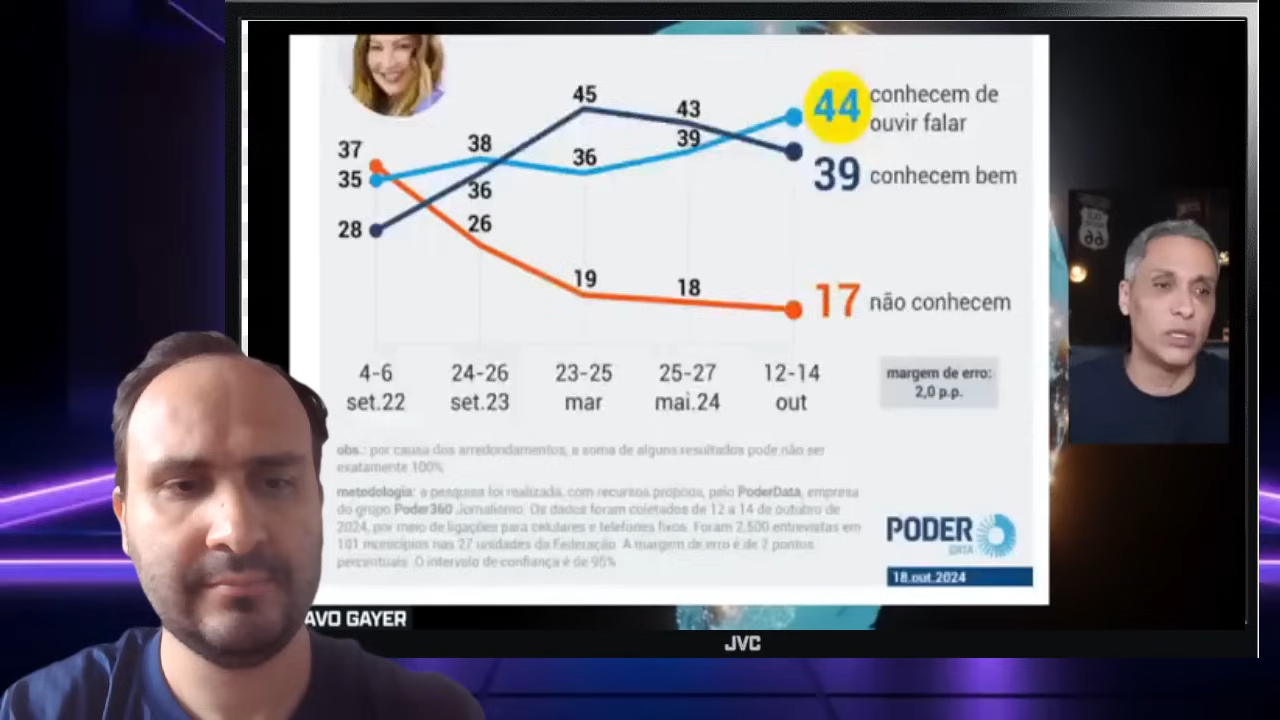 44 conhecem de
ouvir falar
39 conhecem bem
17 não conhecem
45
43
37
38
39
35
36
36
28
26
19
18
4-6
set.22
24-26
set.23
23-25
mar
25-27
mai.24
12-14
out
margem de erro:
2,0 p.p.
obs.: por causa dos arredondamentos, a soma de alguns resultados pode não ser
exatamente 100%
metodologia: a pesquisa foi realizada, com recursos próprios, pelo PoderData, empresa
do grupo Poder360 Jornalismo. Os dados foram coletados de 12 a 14 de outubro de
2024, por meio de ligações para celulares e telefones fixos. Foram 2.500 entrevistas em
181 municípios nas 27 unidades da Federação. A margem de erro é de 2 pontos
percentuais. O intervalo de confiança é de 95%
PODER
DATA
18.out.2024
AVO GAYER
JVC
66